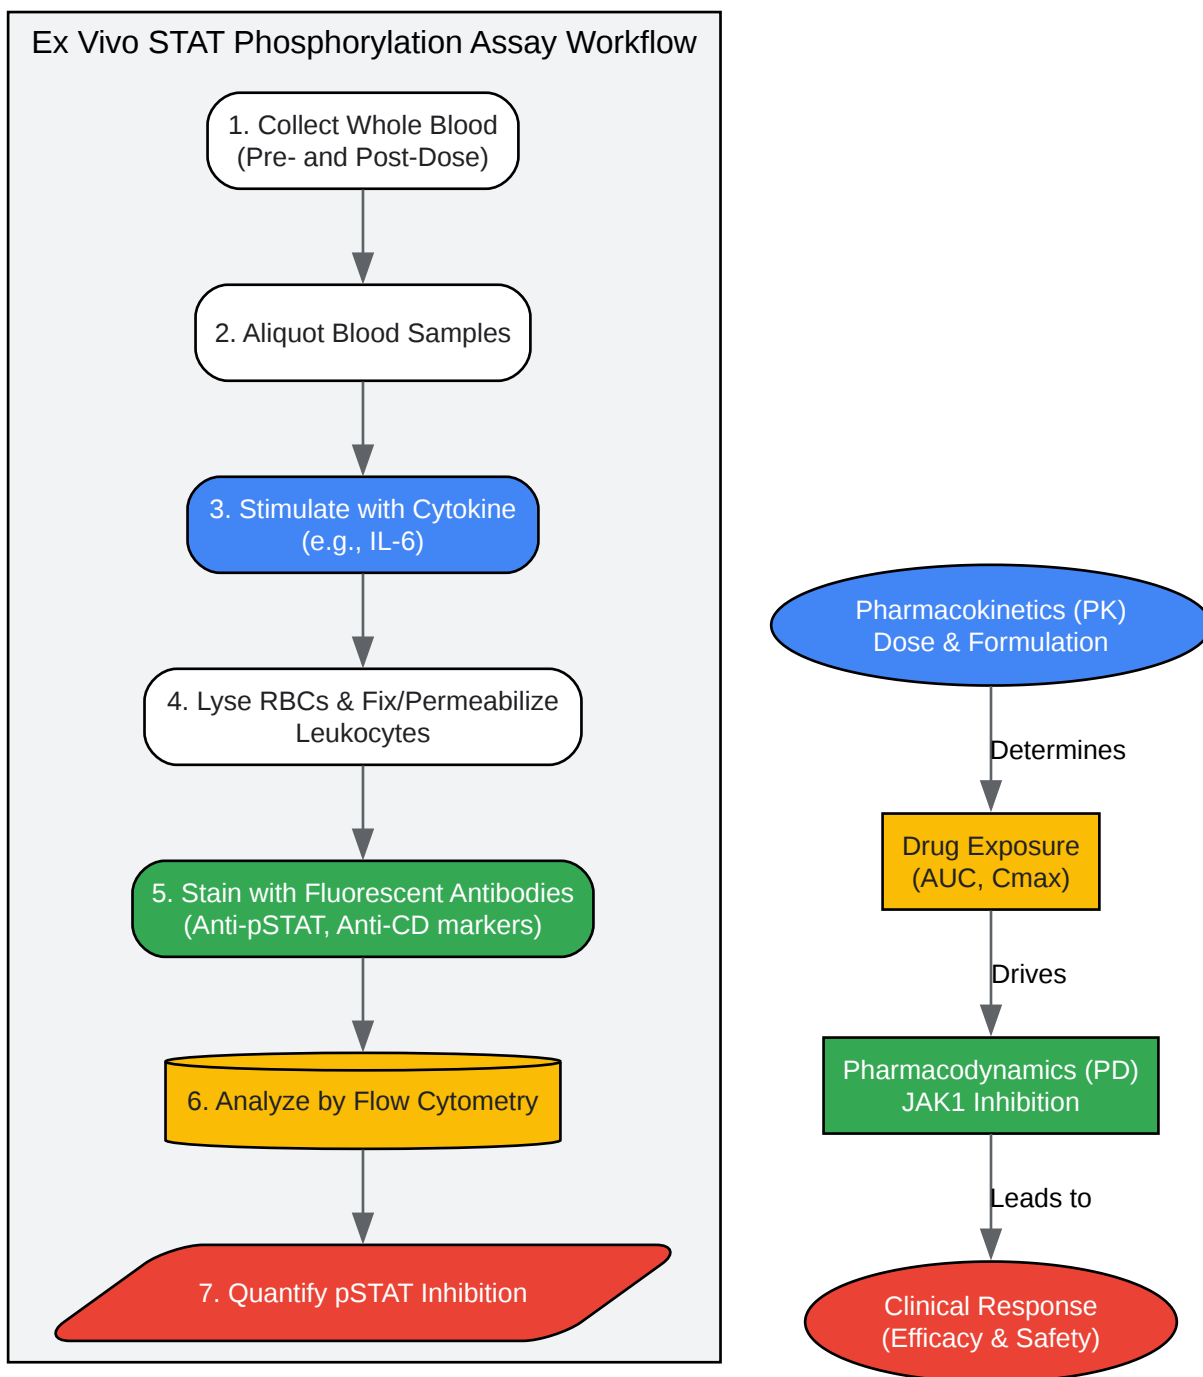 Ex Vivo STAT Phosphorylation Assay Workflow
1. Collect Whole Blood
(Pre- and Post-Dose)
2. Aliquot Blood Samples
3. Stimulate with Cytokine
(e.g., IL-6)
4. Lyse RBCs & Fix/Permeabilize
Leukocytes
5. Stain with Fluorescent Antibodies
(Anti-pSTAT, Anti-CD markers)
6. Analyze by Flow Cytometry
7. Quantify pSTAT Inhibition
Pharmacokinetics (PK)
Dose & Formulation
Determines
Drug Exposure
(AUC, Cmax)
Drives
Pharmacodynamics (PD)
JAK1 Inhibition
Leads to
Clinical Response
(Efficacy & Safety)